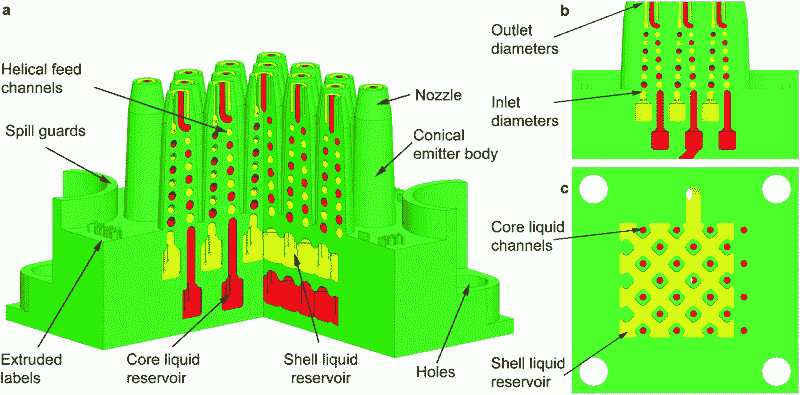 a
Helical feed
channels
Spill guards
Nozzle
Conical
emitter body
Extruded
labels
Core liquid
reservoir
Shell liquid
reservoir
Holes
b
Outlet
diameters
Inlet
diameters
c
Core liquid
channels
Shell liquid
reservoir